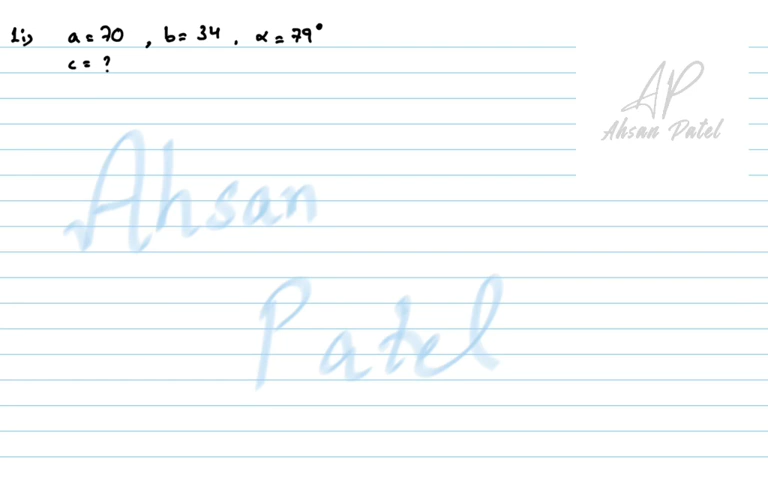 1i) a = 70 , b = 34 , α = 79°
c = ?
AP
Ahsan Patel
Ahsan
Patel